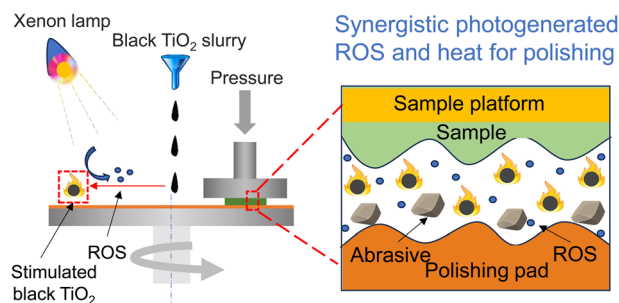 Xenon lamp
Black TiO₂ slurry
Pressure
ROS
Stimulated
black TiO₂
Synergistic photogenerated
ROS and heat for polishing
Sample platform
Sample
Abrasive
ROS
Polishing pad